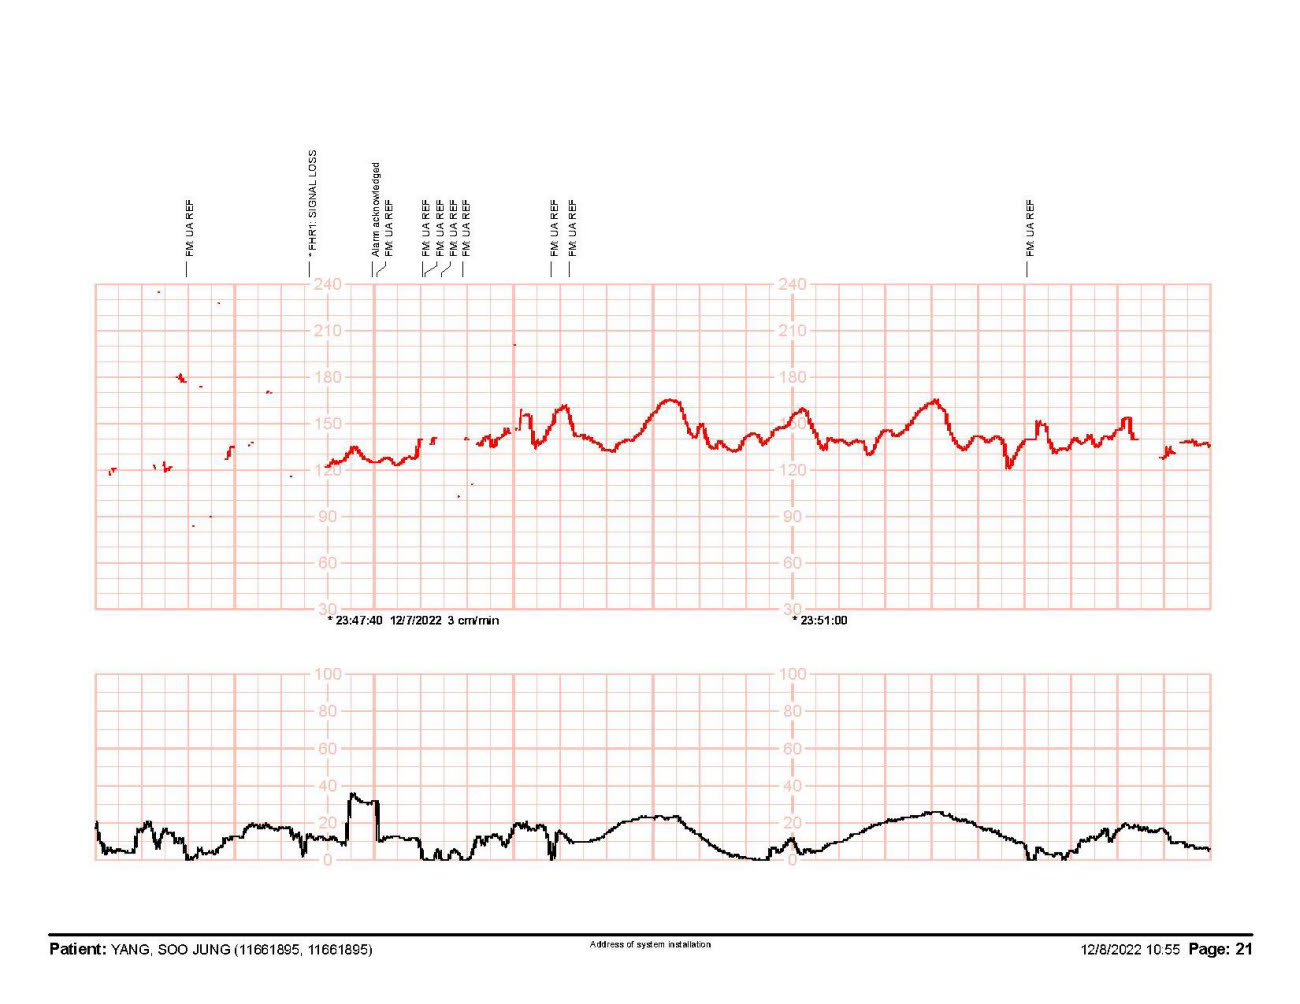 FM: UA REF
* FHR1: SIGNAL LOSS
Alarm acknowledged
FM: UA REF
FM: UA REF
FM: UA REF
FM: UA REF
FM: UA REF
FM: UA REF
FM: UA REF
FM: UA REF
240 240
210 210
180 180
150 150
120 120
90 90
60 60
30 30
* 23:47:40 12/7/2022 3 cm/min * 23:51:00
100 100
80 80
60 60
40 40
20 20
0 0
Patient: YANG, SOO JUNG (11661895, 11661895) Address of system installation 12/8/2022 10:55 Page: 21